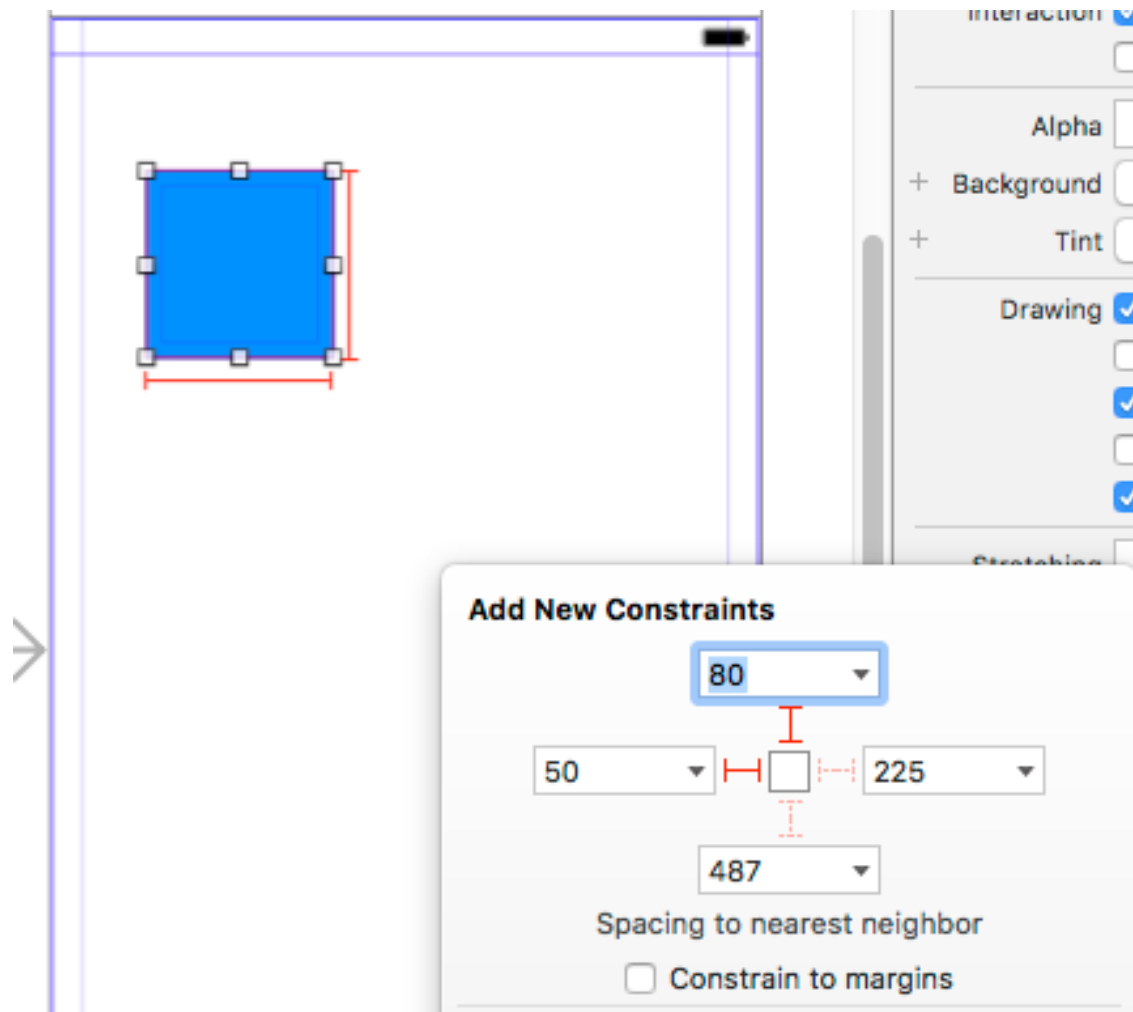 Interaction
Alpha
+ Background
+ Tint
Drawing
Stretching
Add New Constraints
80
50
225
487
Spacing to nearest neighbor
Constrain to margins